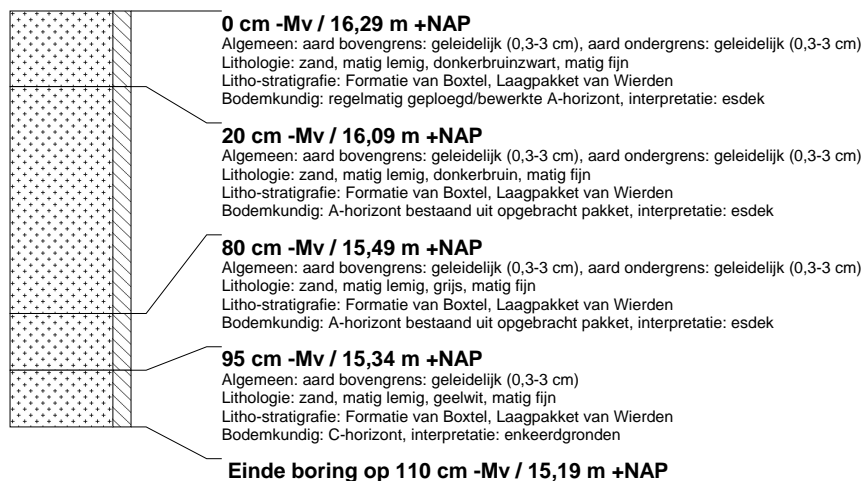 0 cm -Mv / 16,29 m +NAP
Algemeen: aard bovengrens: geleidelijk (0,3-3 cm), aard ondergrens: geleidelijk (0,3-3 cm)
Lithologie: zand, matig lemig, donkerbruinzwart, matig fijn
Litho-stratigrafie: Formatie van Boxtel, Laagpakket van Wierden
Bodemkundig: regelmatig geploegd/bewerkte A-horizont, interpretatie: esdek
20 cm -Mv / 16,09 m +NAP
Algemeen: aard bovengrens: geleidelijk (0,3-3 cm), aard ondergrens: geleidelijk (0,3-3 cm)
Lithologie: zand, matig lemig, donkerbruin, matig fijn
Litho-stratigrafie: Formatie van Boxtel, Laagpakket van Wierden
Bodemkundig: A-horizont bestaand uit opgebracht pakket, interpretatie: esdek
80 cm -Mv / 15,49 m +NAP
Algemeen: aard bovengrens: geleidelijk (0,3-3 cm), aard ondergrens: geleidelijk (0,3-3 cm)
Lithologie: zand, matig lemig, grijs, matig fijn
Litho-stratigrafie: Formatie van Boxtel, Laagpakket van Wierden
Bodemkundig: A-horizont bestaand uit opgebracht pakket, interpretatie: esdek
95 cm -Mv / 15,34 m +NAP
Algemeen: aard bovengrens: geleidelijk (0,3-3 cm)
Lithologie: zand, matig lemig, geelwit, matig fijn
Litho-stratigrafie: Formatie van Boxtel, Laagpakket van Wierden
Bodemkundig: C-horizont, interpretatie: enkeerdgronden
Einde boring op 110 cm -Mv / 15,19 m +NAP